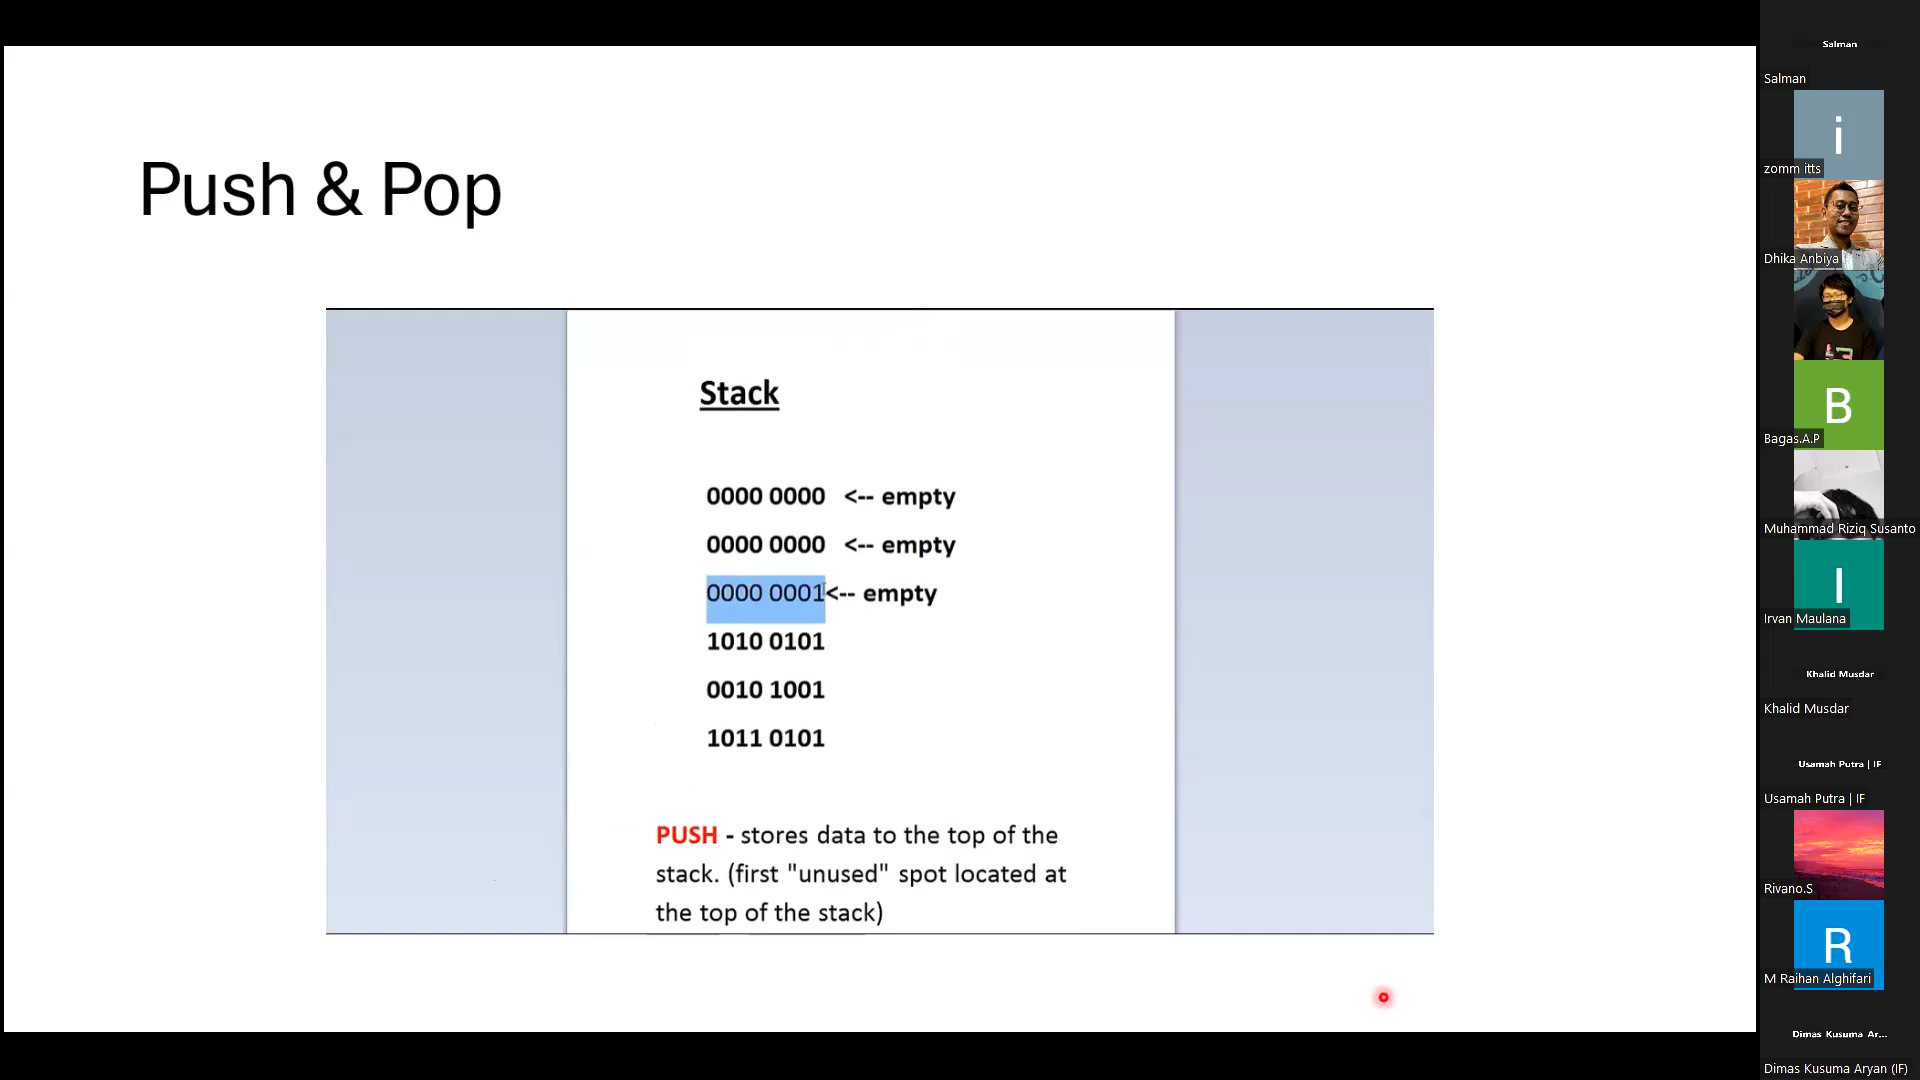 Push & Pop
Stack
0000 0000 <-- empty
0000 0000 <-- empty
0000 0001<-- empty
1010 0101
0010 1001
1011 0101
PUSH - stores data to the top of the
stack. (first "unused" spot located at
the top of the stack)
Salman
Salman
i
zomm itts
Dhika Anbiya
B
Bagas.A.P
Muhammad Riziq Susanto
I
Irvan Maulana
Khalid Musdar
Khalid Musdar
Usamah Putra | IF
Usamah Putra | IF
Rivano.S
R
M Raihan Alghifari
Dimas Kusuma Ar...
Dimas Kusuma Aryan (IF)